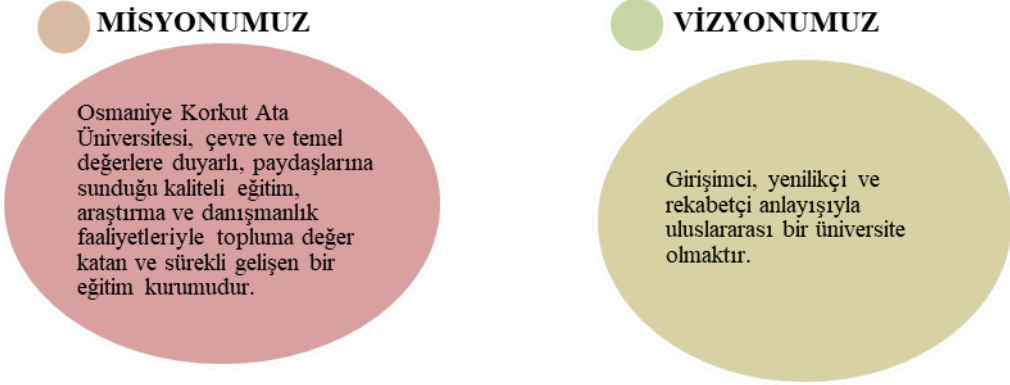 MİSYONUMUZ
Osmaniye Korkut Ata
Üniversitesi, çevre ve temel
değerlere duyarlı, paydaşlarına
sunduğu kaliteli eğitim,
araştırma ve danışmanlık
faaliyetleriyle topluma değer
katan ve sürekli gelişen bir
eğitim kurumudur.
VİZYONUMUZ
Girişimci, yenilikçi ve
rekabetçi anlayışıyla
uluslararası bir üniversite
olmaktır.